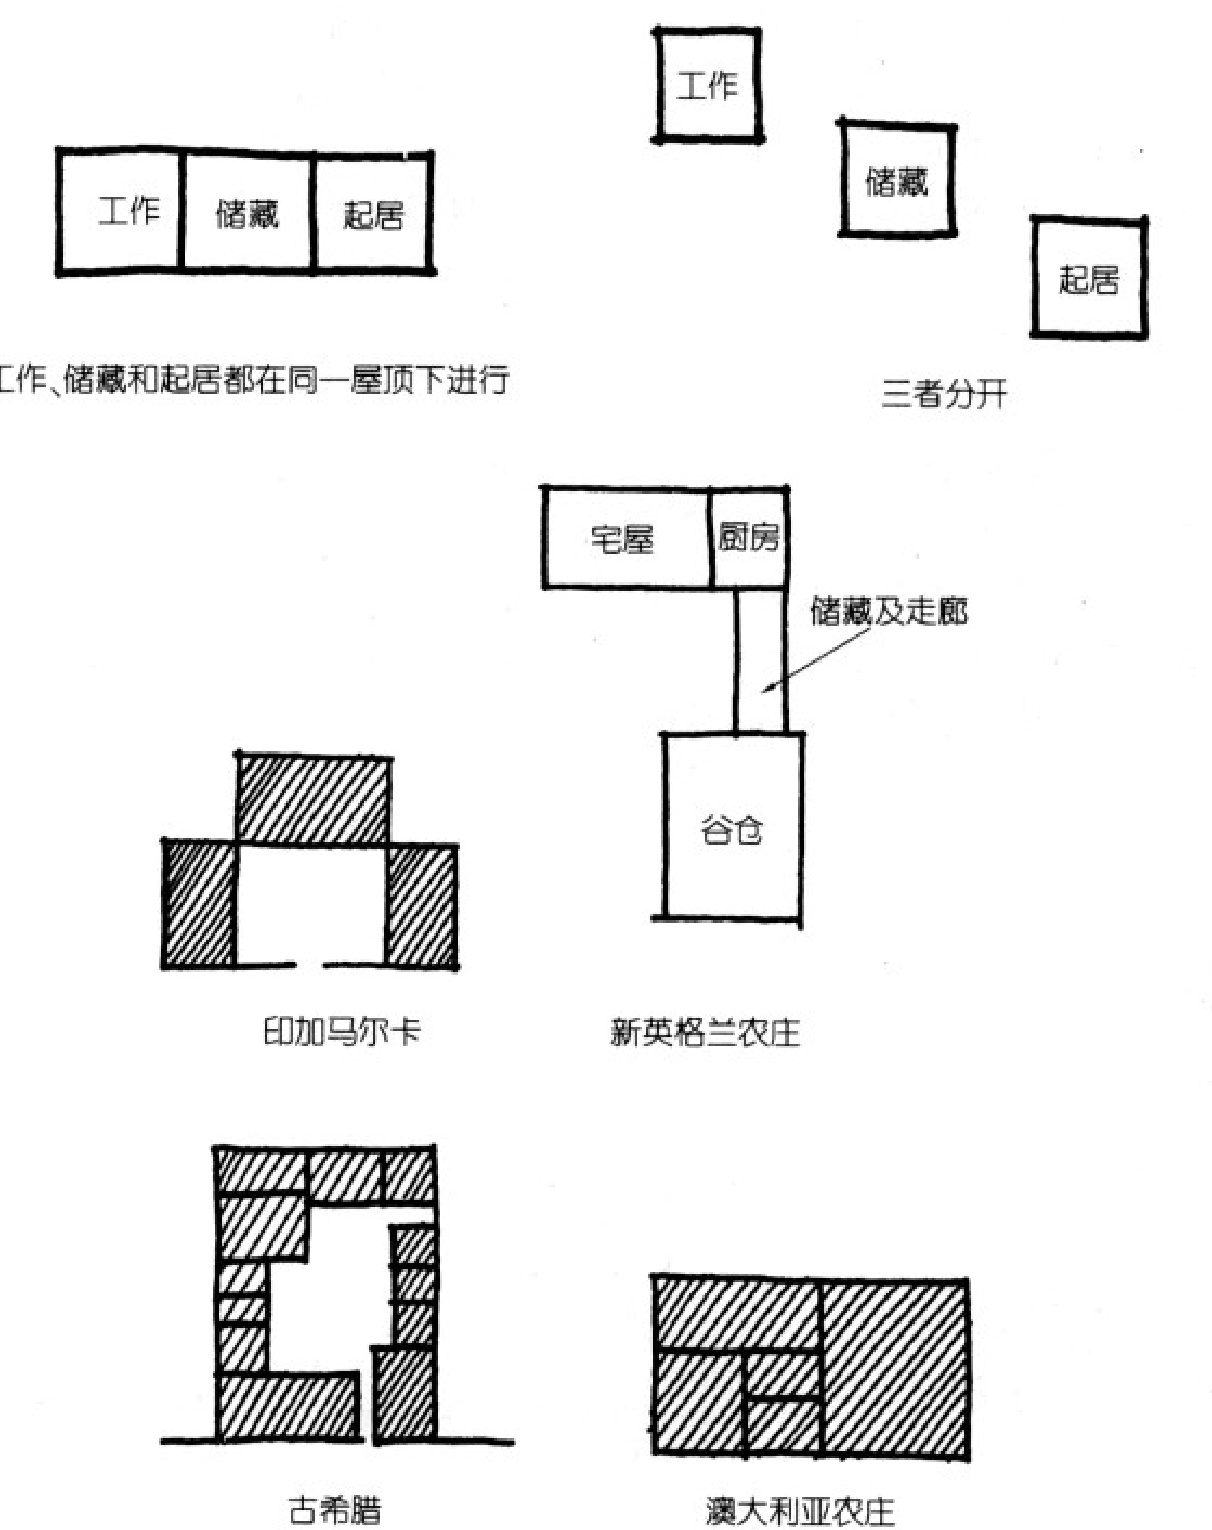 工作
工作 储藏 起居
储藏
起居
工作、储藏和起居都在同一屋顶下进行
三者分开
宅屋 厨房
储藏及走廊
谷仓
印加马尔卡
新英格兰农庄
古希腊
澳大利亚农庄